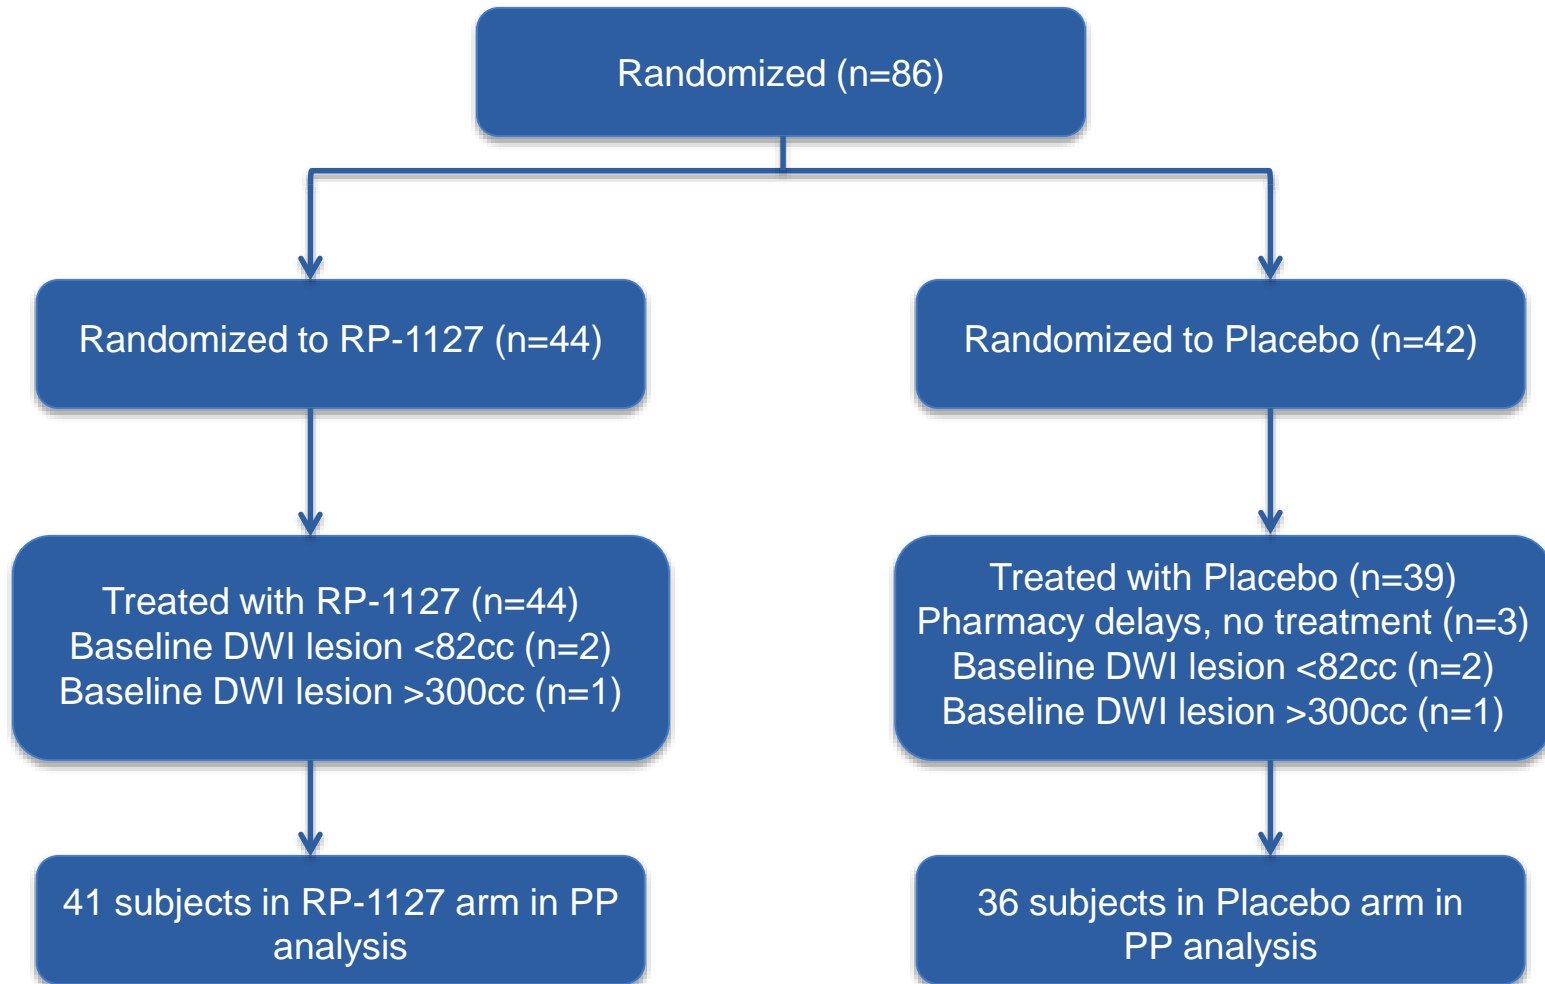 Randomized (n=86)
Randomized to RP-1127 (n=44)
Randomized to Placebo (n=42)
Treated with RP-1127 (n=44)
Baseline DWI lesion <82cc (n=2)
Baseline DWI lesion >300cc (n=1)
Treated with Placebo (n=39)
Pharmacy delays, no treatment (n=3)
Baseline DWI lesion <82cc (n=2)
Baseline DWI lesion >300cc (n=1)
41 subjects in RP-1127 arm in PP
analysis
36 subjects in Placebo arm in
PP analysis